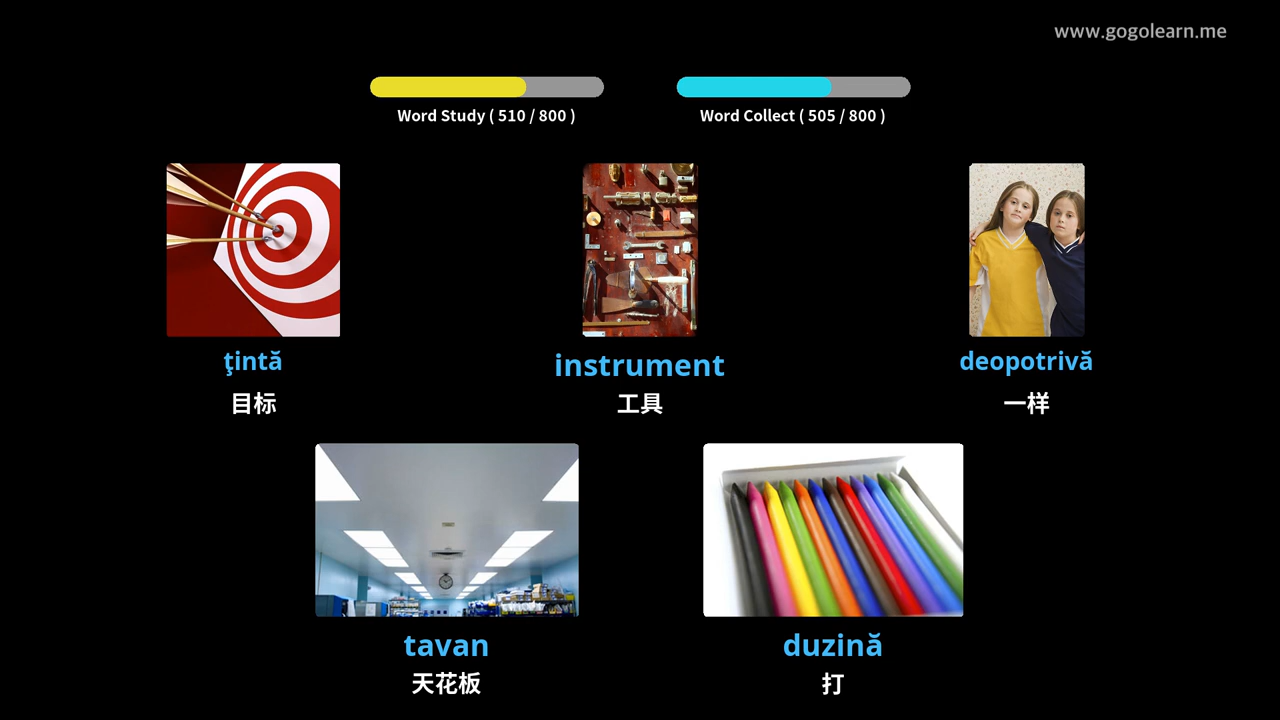 www.gogolearn.me
Word Study ( 510 / 800 )
Word Collect ( 505 / 800 )
ţintă
instrument
deopotrivă
目标
工具
一样
tavan
duzină
天花板
打